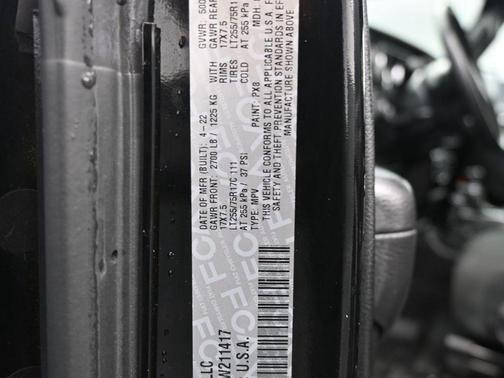 LLC
W211417
U.S.A.
DATE OF MFR (BUILT): 4-22 GVWR: 500
GAWR FRONT: 2700 LB / 1225 KG WITH GAWR REAR
17X7.5 RIMS 17X7.5
LT255/75R17C 111 TIRES LT255/75R1
AT 255 kPa / 37 PSI COLD AT 255 kPa
TYPE: MPV PAINT: PX8 MDH:
THIS VEHICLE CONFORMS TO ALL APPLICABLE U.S.A. F
SAFETY AND THEFT PREVENTION STANDARDS IN EF
MANUFACTURE SHOWN ABOVE.